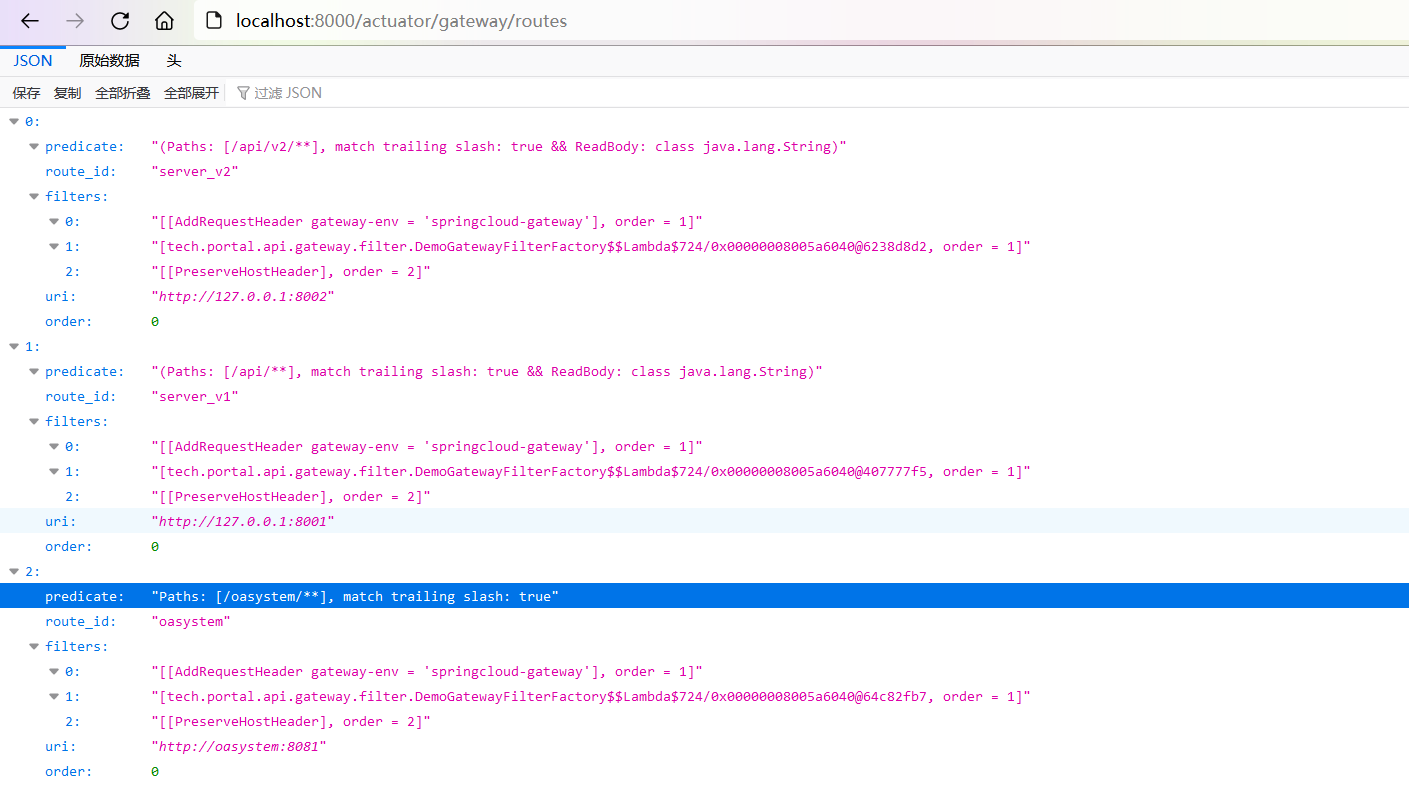 localhost:8000/actuator/gateway/routes
JSON 原始数据 头
保存 复制 全部折叠 全部展开 过滤 JSON
0:
predicate: "(Paths: [/api/v2/**], match trailing slash: true && ReadBody: class java.lang.String)"
route_id: "server_v2"
filters:
0: "[[AddRequestHeader gateway-env = 'springcloud-gateway'], order = 1]"
1: "[tech.portal.api.gateway.filter.DemoGatewayFilterFactory$$Lambda$724/0x00000008005a6040@6238d8d2, order = 1]"
2: "[[PreserveHostHeader], order = 2]"
uri: "http://127.0.0.1:8002"
order: 0
1:
predicate: "(Paths: [/api/**], match trailing slash: true && ReadBody: class java.lang.String)"
route_id: "server_v1"
filters:
0: "[[AddRequestHeader gateway-env = 'springcloud-gateway'], order = 1]"
1: "[tech.portal.api.gateway.filter.DemoGatewayFilterFactory$$Lambda$724/0x00000008005a6040@407777f5, order = 1]"
2: "[[PreserveHostHeader], order = 2]"
uri: "http://127.0.0.1:8001"
order: 0
2:
predicate: "Paths: [/oasystem/**], match trailing slash: true"
route_id: "oasystem"
filters:
0: "[[AddRequestHeader gateway-env = 'springcloud-gateway'], order = 1]"
1: "[tech.portal.api.gateway.filter.DemoGatewayFilterFactory$$Lambda$724/0x00000008005a6040@64c82fb7, order = 1]"
2: "[[PreserveHostHeader], order = 2]"
uri: "http://oasystem:8081"
order: 0